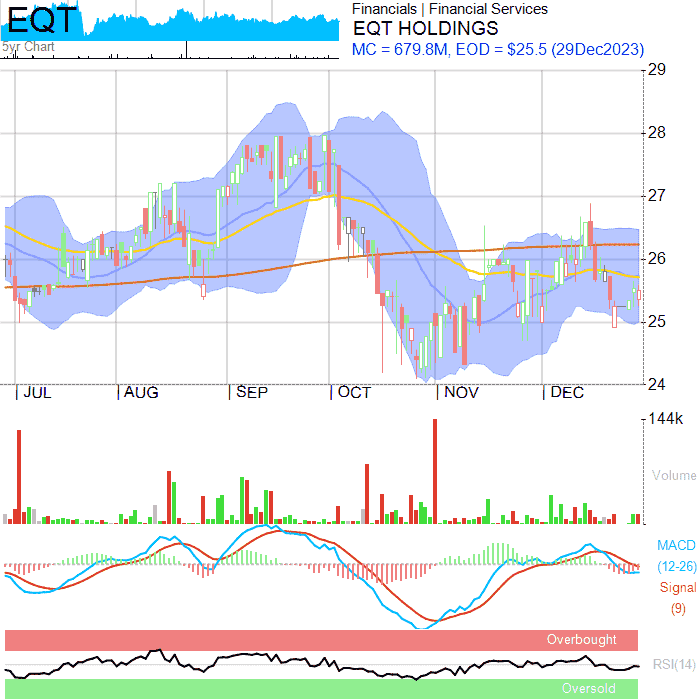 EQT
5yr Chart
Financials | Financial Services
EQT HOLDINGS
MC = 679.8M, EOD = $25.5 (29Dec2023)
29
28
27
26
25
24
JUL AUG SEP OCT NOV DEC
144k
Volume
MACD
(12-26)
Signal
(9)
Overbought
RSI(14)
Oversold